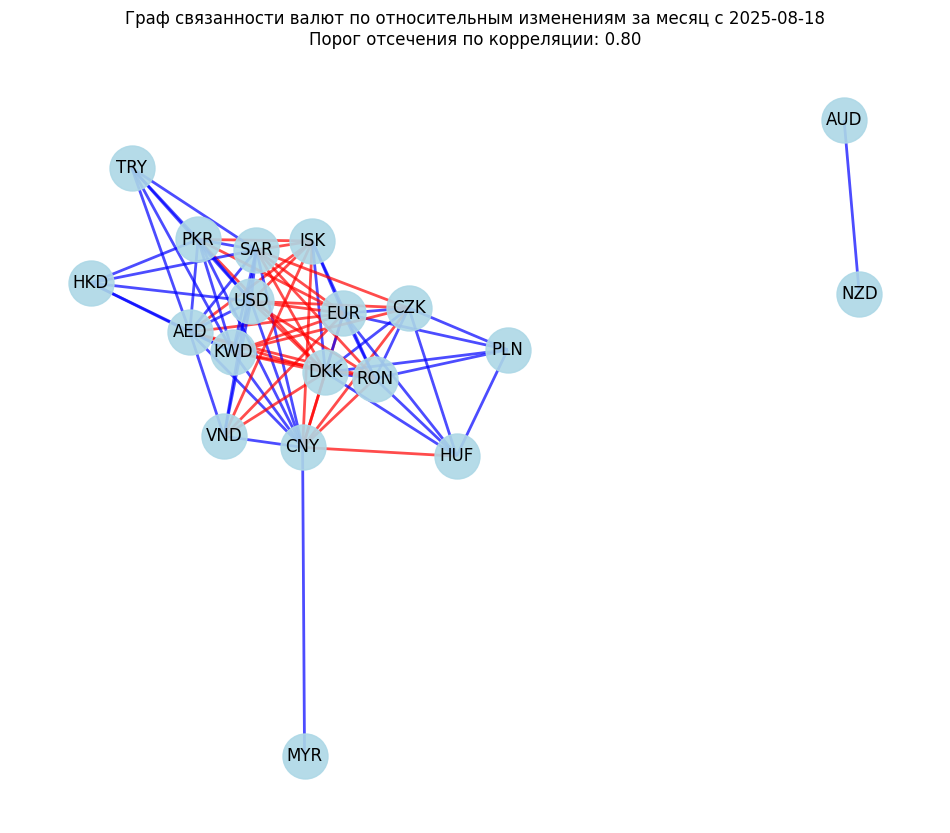 Граф связанности валют по относительным изменениям за месяц с 2025-08-18
Порог отсечения по корреляции: 0.80
AUD
TRY
PKR
SAR
ISK
HKD
NZD
USD
EUR
CZK
AED
KWD
PLN
DKK
RON
VND
CNY
HUF
MYR